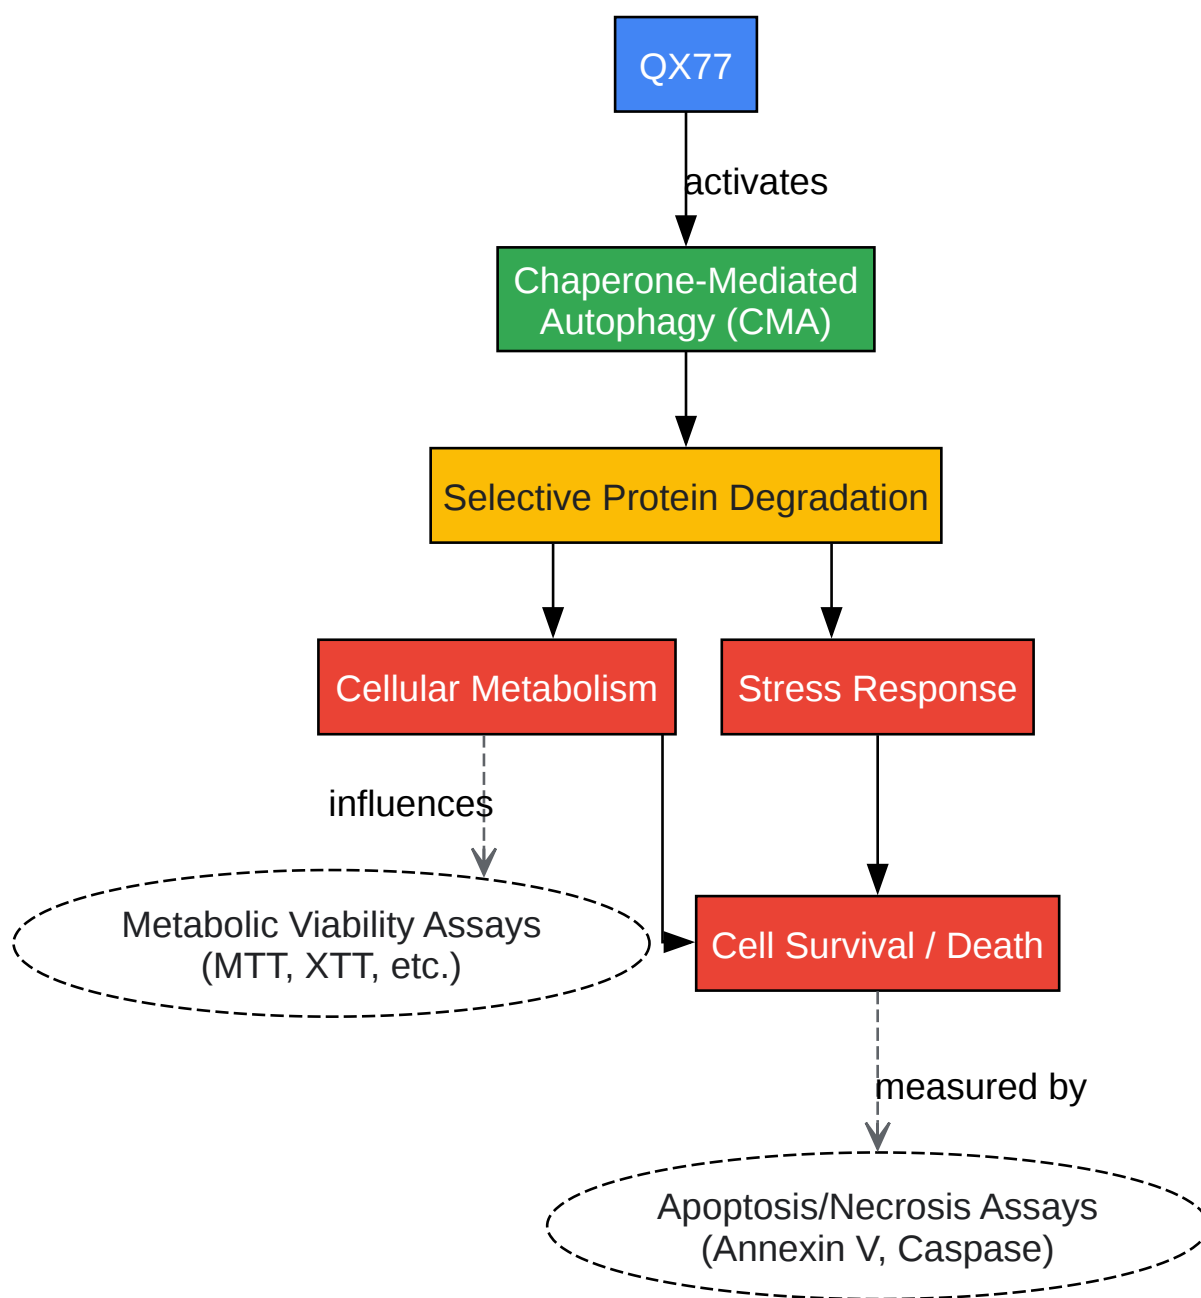 QX77
activates
Chaperone-Mediated
Autophagy (CMA)
Selective Protein Degradation
Cellular Metabolism
Stress Response
influences
Metabolic Viability Assays
(MTT, XTT, etc.)
Cell Survival / Death
measured by
Apoptosis/Necrosis Assays
(Annexin V, Caspase)